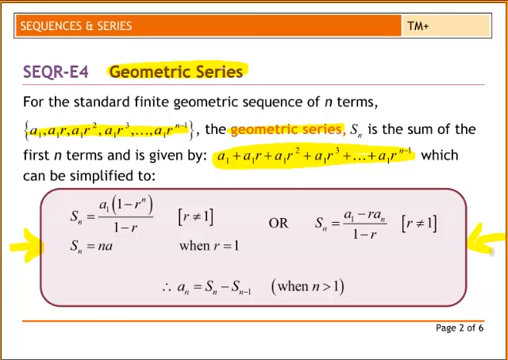 SEQUENCES & SERIES TM+
SEQR-E4 Geometric Series
For the standard finite geometric sequence of n terms,
{a₁, a₁r, a₁r², a₁r³, ..., a₁rⁿ⁻¹}, the geometric series, Sₙ is the sum of the
first n terms and is given by: a₁ + a₁r + a₁r² + a₁r³ + ... + a₁rⁿ⁻¹ which
can be simplified to:
Sₙ = a₁(1 − rⁿ) / (1 − r) [r ≠ 1] OR Sₙ = (a₁ − raₙ) / (1 − r) [r ≠ 1]
Sₙ = na when r = 1
∴ aₙ = Sₙ − Sₙ₋₁ (when n > 1)
Page 2 of 6